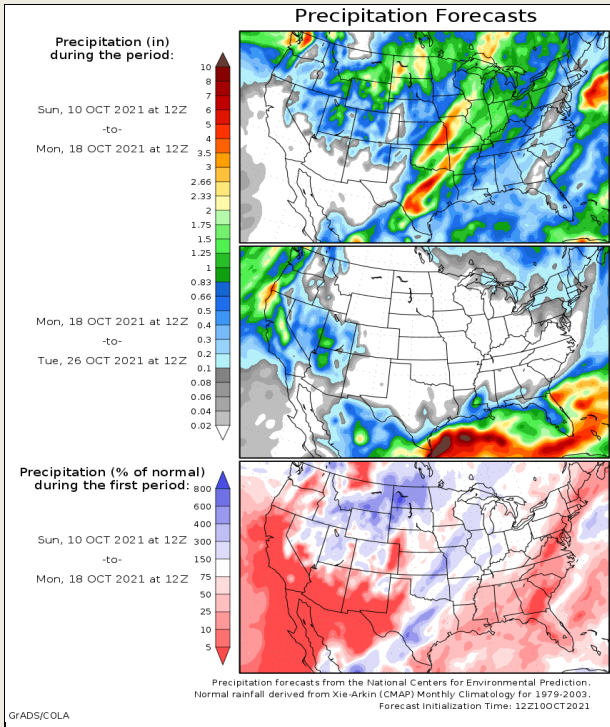 Precipitation Forecasts
Precipitation (in)
during the period:
Sun, 10 OCT 2021 at 12Z
-to-
Mon, 18 OCT 2021 at 12Z
Mon, 18 OCT 2021 at 12Z
-to-
Tue, 26 OCT 2021 at 12Z
10
8
7
6
5
4
3.5
3
2.66
2.33
2
1.75
1.5
1.25
1
0.83
0.66
0.5
0.4
0.3
0.2
0.1
0.08
0.06
0.04
0.02
Precipitation (% of normal)
during the first period:
Sun, 10 OCT 2021 at 12Z
-to-
Mon, 18 OCT 2021 at 12Z
800
600
400
300
150
75
50
25
10
5
Precipitation forecasts from the National Centers for Environmental Prediction.
Normal rainfall derived from Xie-Arkin (CMAP) Monthly Climatology for 1979-2003.
Forecast Initialization Time: 12Z10OCT2021
GrADS/COLA